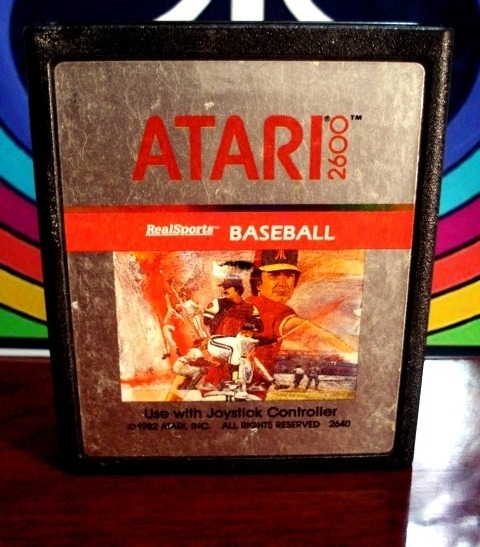 ATARI® 2600™
RealSports™ BASEBALL
Use with Joystick Controller
© 1982 ATARI, INC. ALL RIGHTS RESERVED 2640